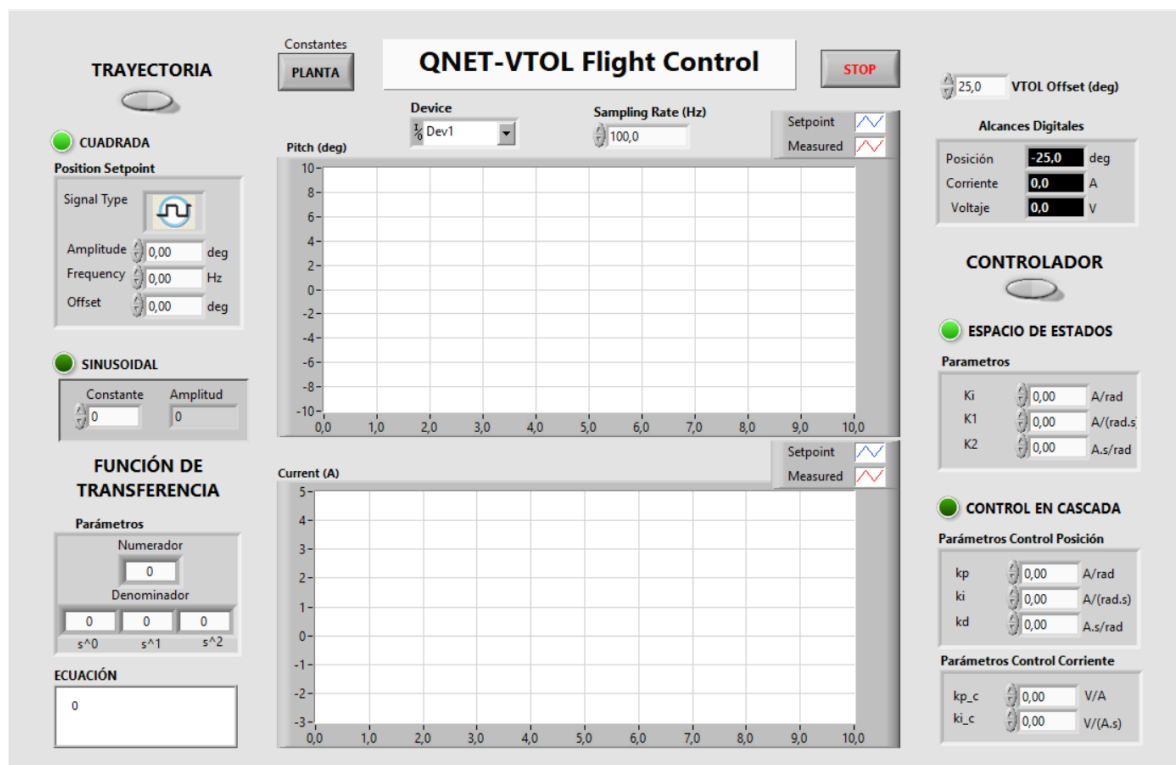 Constantes
PLANTA
QNET-VTOL Flight Control
STOP
TRAYECTORIA
CUADRADA
Position Setpoint
Signal Type
Amplitude 0,00 deg
Frequency 0,00 Hz
Offset 0,00 deg
SINUSOIDAL
Constante Amplitud
0 0
FUNCIÓN DE
TRANSFERENCIA
Parámetros
Numerador
0
Denominador
0 0 0
s^0 s^1 s^2
ECUACIÓN
0
Device
I/O Dev1
Sampling Rate (Hz)
100,0
Setpoint
Measured
Pitch (deg)
10
8
6
4
2
0
-2
-4
-6
-8
-10
0,0 1,0 2,0 3,0 4,0 5,0 6,0 7,0 8,0 9,0 10,0
Setpoint
Measured
Current (A)
5
4
3
2
1
0
-1
-2
-3
0,0 1,0 2,0 3,0 4,0 5,0 6,0 7,0 8,0 9,0 10,0
25,0 VTOL Offset (deg)
Alcances Digitales
Posición -25,0 deg
Corriente 0,0 A
Voltaje 0,0 V
CONTROLADOR
ESPACIO DE ESTADOS
Parametros
Ki 0,00 A/rad
K1 0,00 A/(rad.s
K2 0,00 A.s/rad
CONTROL EN CASCADA
Parámetros Control Posición
kp 0,00 A/rad
ki 0,00 A/(rad.s)
kd 0,00 A.s/rad
Parámetros Control Corriente
kp_c 0,00 V/A
ki_c 0,00 V/(A.s)